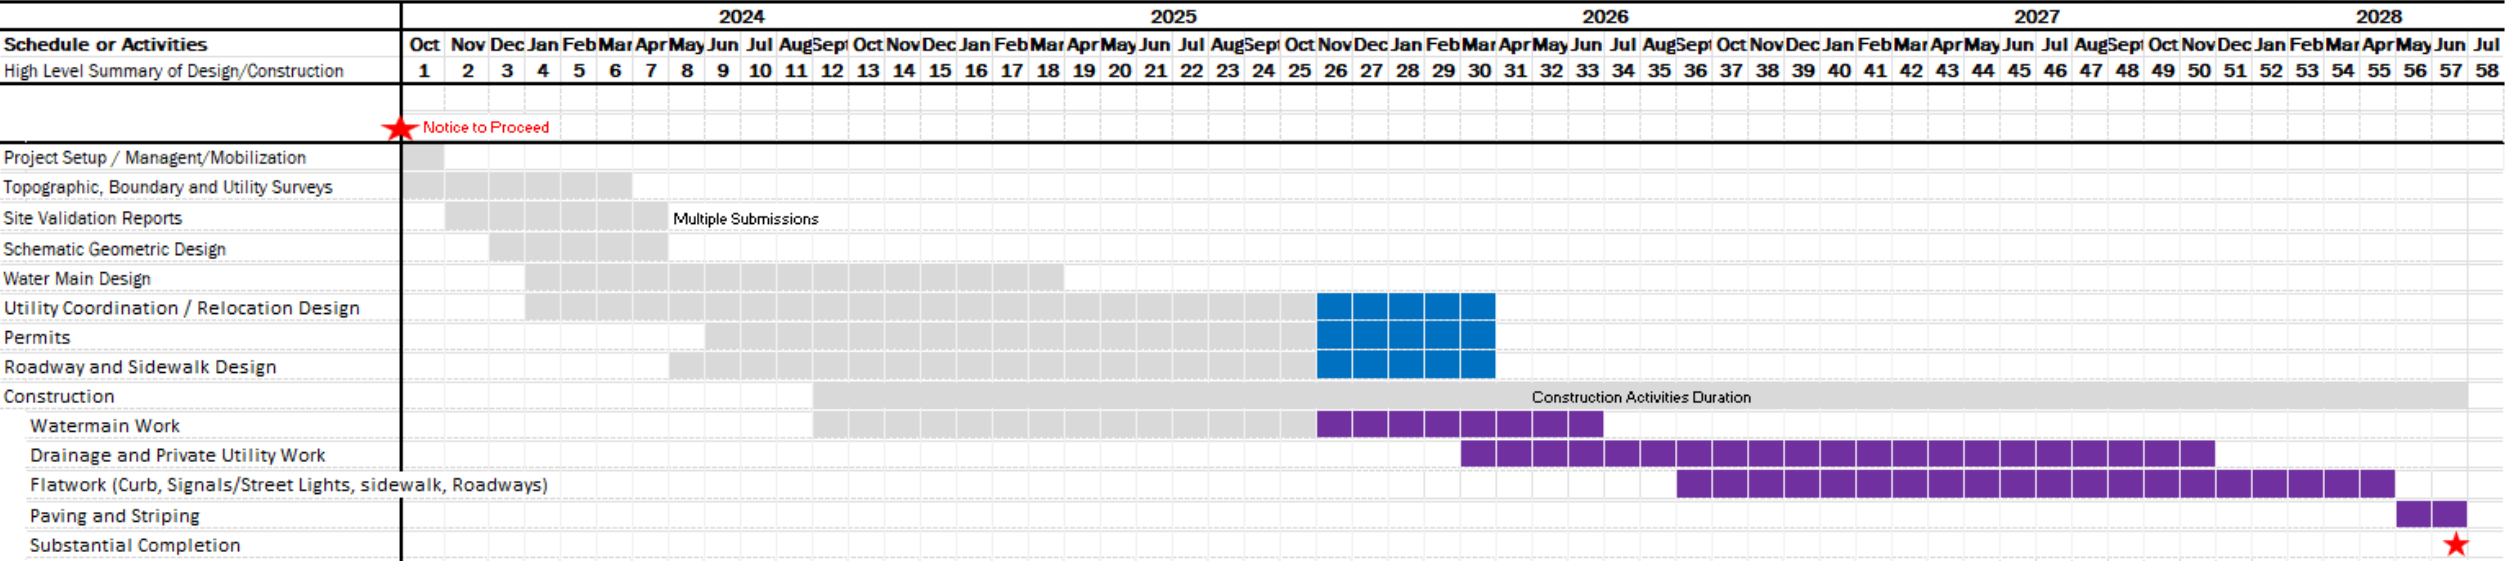 2024 2025 2026 2027 2028
Schedule or Activities Oct Nov Dec Jan Feb Mar Apr May Jun Jul Aug Sept Oct Nov Dec Jan Feb Mar Apr May Jun Jul Aug Sept Oct Nov Dec Jan Feb Mar Apr May Jun Jul Aug Sept Oct Nov Dec Jan Feb Mar Apr May Jun Jul Aug Sept Oct Nov Dec Jan Feb Mar Apr May Jun Jul
High Level Summary of Design/Construction 1 2 3 4 5 6 7 8 9 10 11 12 13 14 15 16 17 18 19 20 21 22 23 24 25 26 27 28 29 30 31 32 33 34 35 36 37 38 39 40 41 42 43 44 45 46 47 48 49 50 51 52 53 54 55 56 57 58
Notice to Proceed
Project Setup / Managent/Mobilization
Topographic, Boundary and Utility Surveys
Site Validation Reports Multiple Submissions
Schematic Geometric Design
Water Main Design
Utility Coordination / Relocation Design
Permits
Roadway and Sidewalk Design
Construction Construction Activities Duration
Watermain Work
Drainage and Private Utility Work
Flatwork (Curb, Signals/Street Lights, sidewalk, Roadways)
Paving and Striping
Substantial Completion